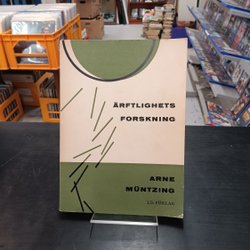 ÄRFTLIGHETS
FORSKNING
ARNE
MÜNTZING
LTs FÖRLAG